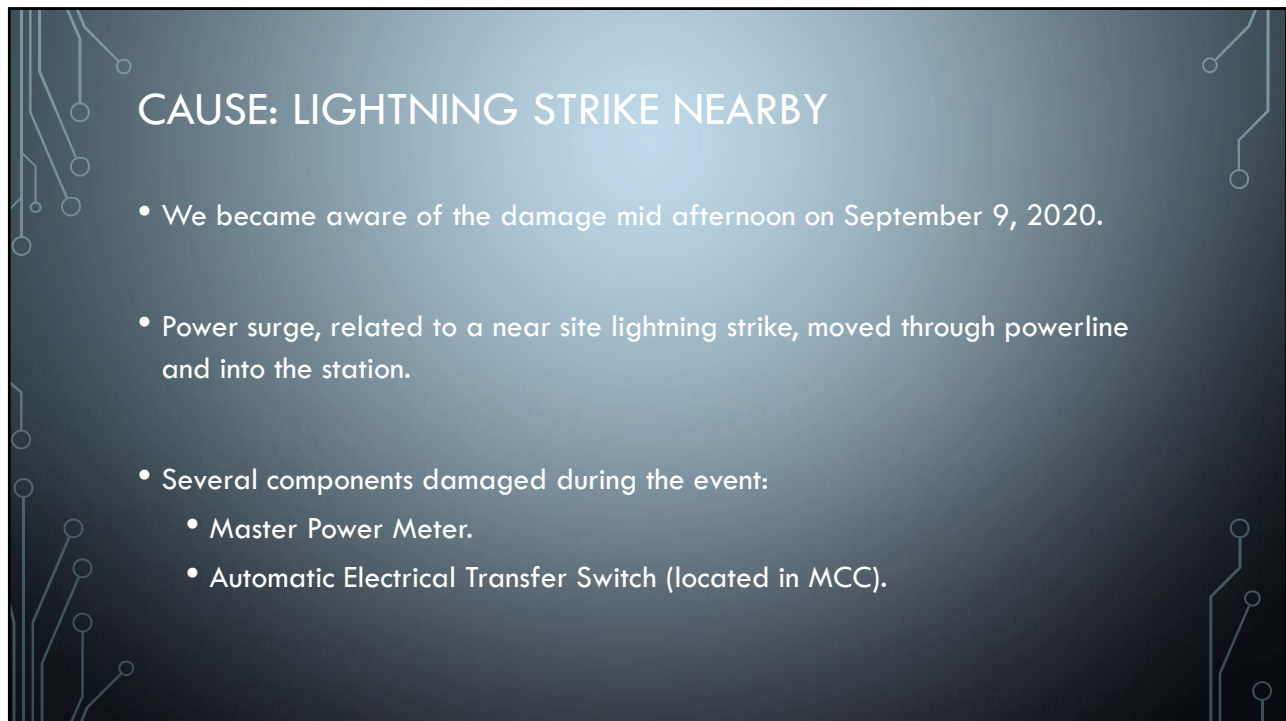 CAUSE: LIGHTNING STRIKE NEARBY
• We became aware of the damage mid afternoon on September 9, 2020.
• Power surge, related to a near site lightning strike, moved through powerline
and into the station.
• Several components damaged during the event:
• Master Power Meter.
• Automatic Electrical Transfer Switch (located in MCC).